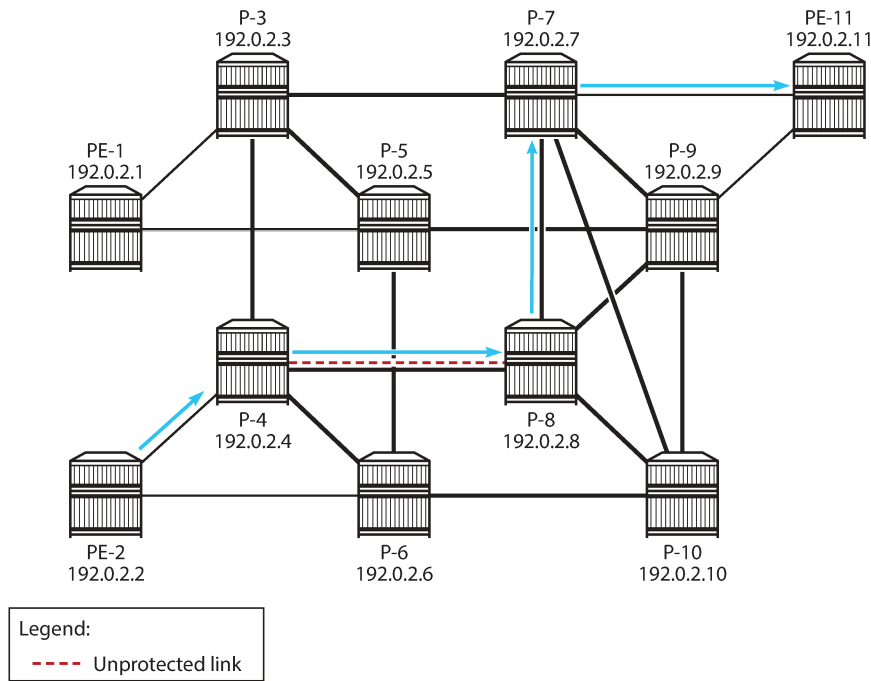 P-3
192.0.2.3
P-7
192.0.2.7
PE-11
192.0.2.11
PE-1
192.0.2.1
P-5
192.0.2.5
P-9
192.0.2.9
P-4
192.0.2.4
P-8
192.0.2.8
PE-2
192.0.2.2
P-6
192.0.2.6
P-10
192.0.2.10
Legend:
Unprotected link